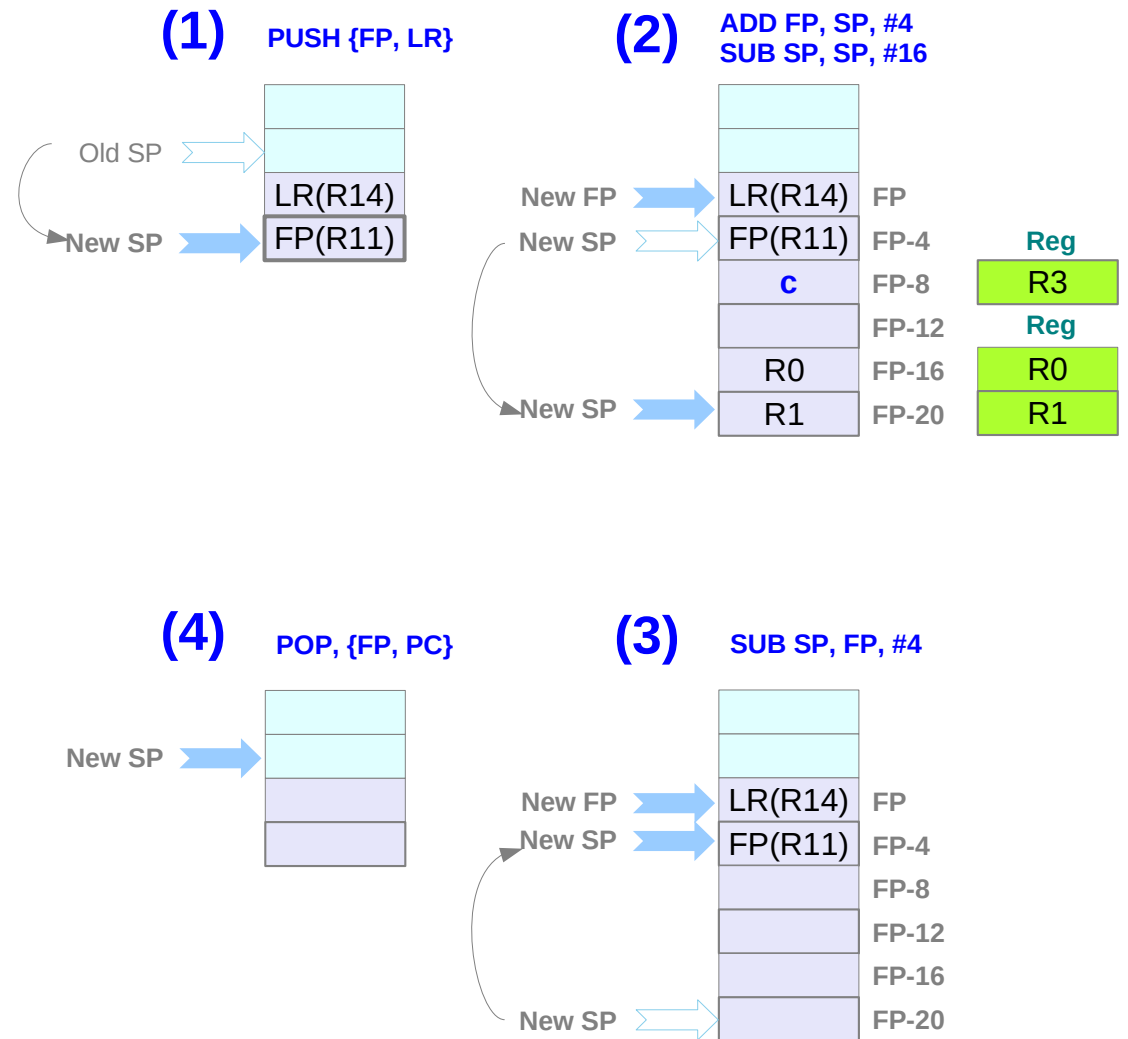 (1) PUSH {FP, LR}
Old SP
LR(R14)
New SP FP(R11)
(2) ADD FP, SP, #4
SUB SP, SP, #16
New FP LR(R14) FP
New SP FP(R11) FP-4 Reg
c FP-8 R3
FP-12 Reg
R0 FP-16 R0
New SP R1 FP-20 R1
(4) POP, {FP, PC}
New SP
(3) SUB SP, FP, #4
New FP LR(R14) FP
New SP FP(R11) FP-4
FP-8
FP-12
FP-16
New SP FP-20